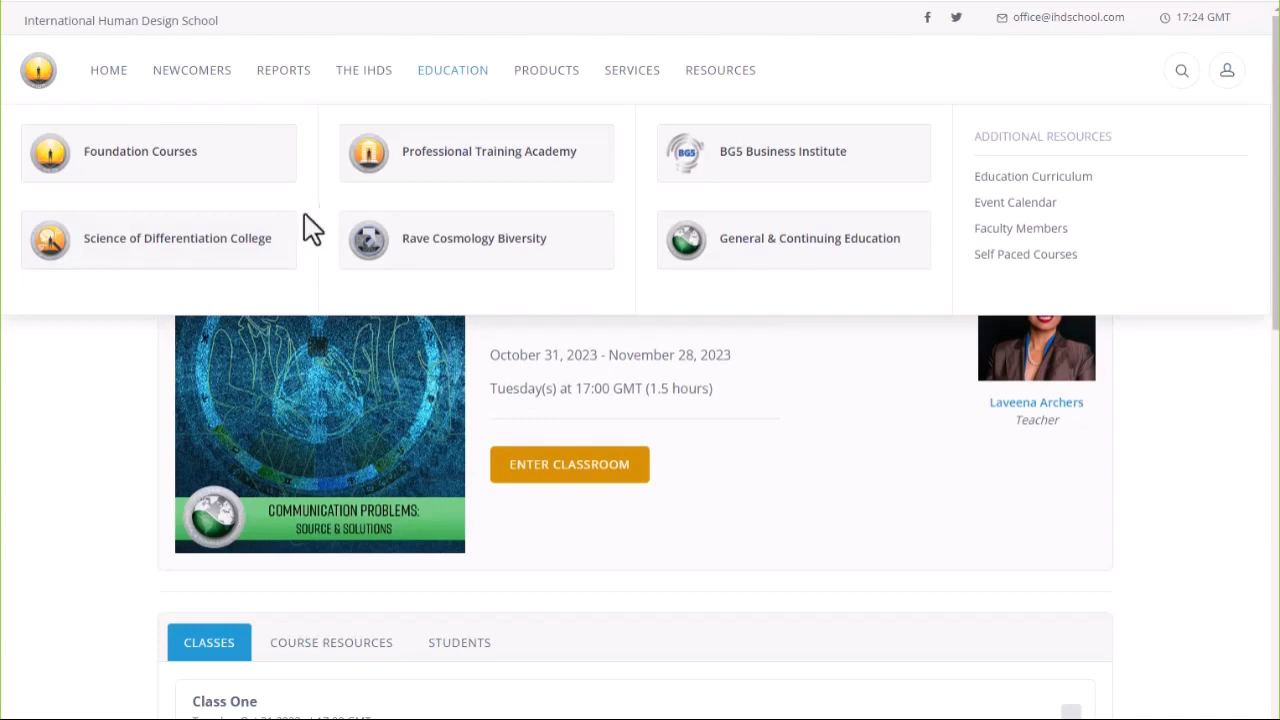 International Human Design School
office@ihdschool.com
17:24 GMT
HOME
NEWCOMERS
REPORTS
THE IHDS
EDUCATION
PRODUCTS
SERVICES
RESOURCES
Foundation Courses
Professional Training Academy
BG5
BG5 Business Institute
ADDITIONAL RESOURCES
Education Curriculum
Event Calendar
Faculty Members
Self Paced Courses
Science of Differentiation College
Rave Cosmology Biversity
General & Continuing Education
October 31, 2023 - November 28, 2023
Tuesday(s) at 17:00 GMT (1.5 hours)
ENTER CLASSROOM
Laveena Archers
Teacher
COMMUNICATION PROBLEMS:
SOURCE & SOLUTIONS
CLASSES
COURSE RESOURCES
STUDENTS
Class One